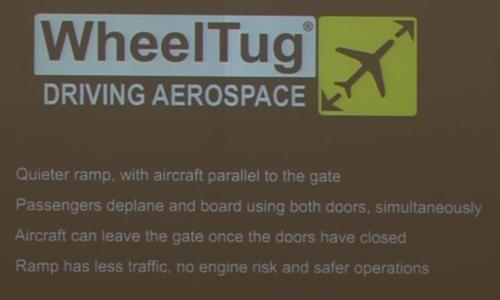 WheelTug®
DRIVING AEROSPACE
Quieter ramp, with aircraft parallel to the gate
Passengers deplane and board using both doors, simultaneously
Aircraft can leave the gate once the doors have closed
Ramp has less traffic, no engine risk and safer operations